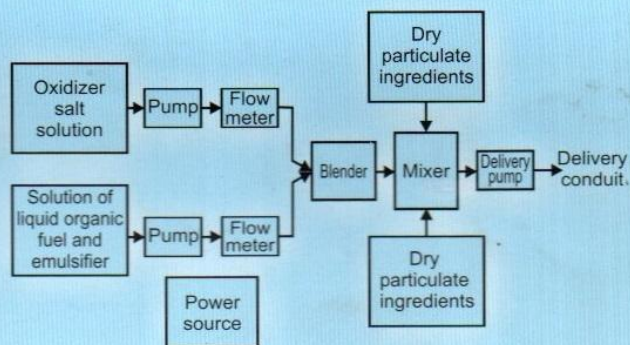 Dry
particulate
ingredients
Oxidizer
salt
solution
Pump
Flow
meter
Blender
Mixer
Delivery
pump
Delivery
conduit.
Solution of
liquid organic
fuel and
emulsifier
Pump
Flow
meter
Dry
particulate
ingredients
Power
source